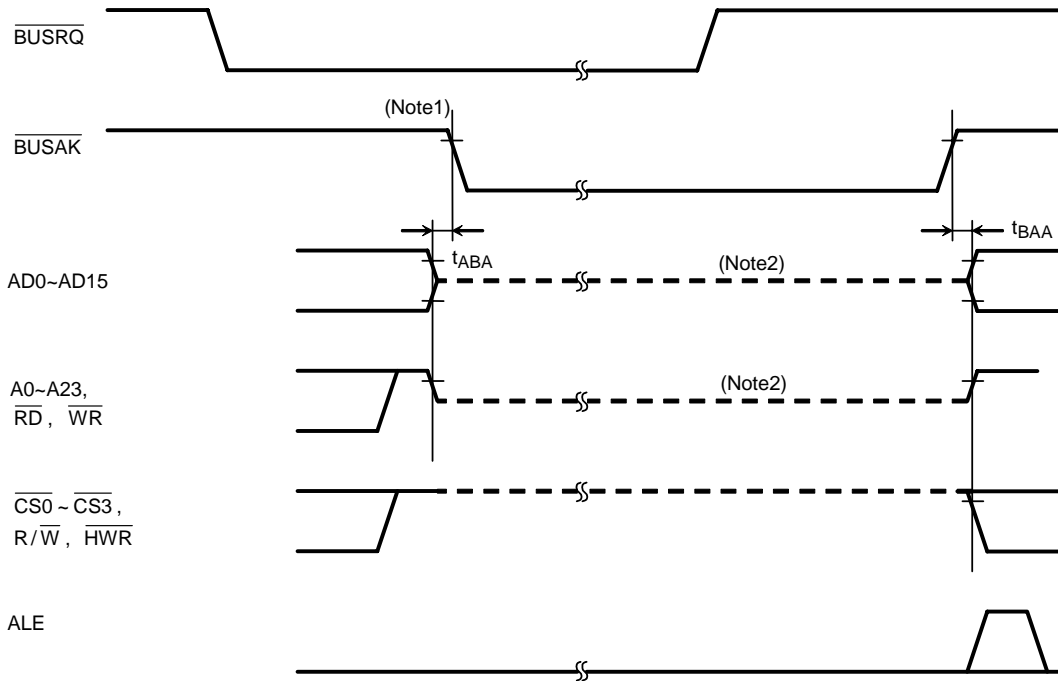 BUSRQ
(Note1)
BUSAK
tABA
tBAA
AD0~AD15
(Note2)
A0~A23,
RD , WR
(Note2)
CS0 ~ CS3 ,
R/W , HWR
ALE